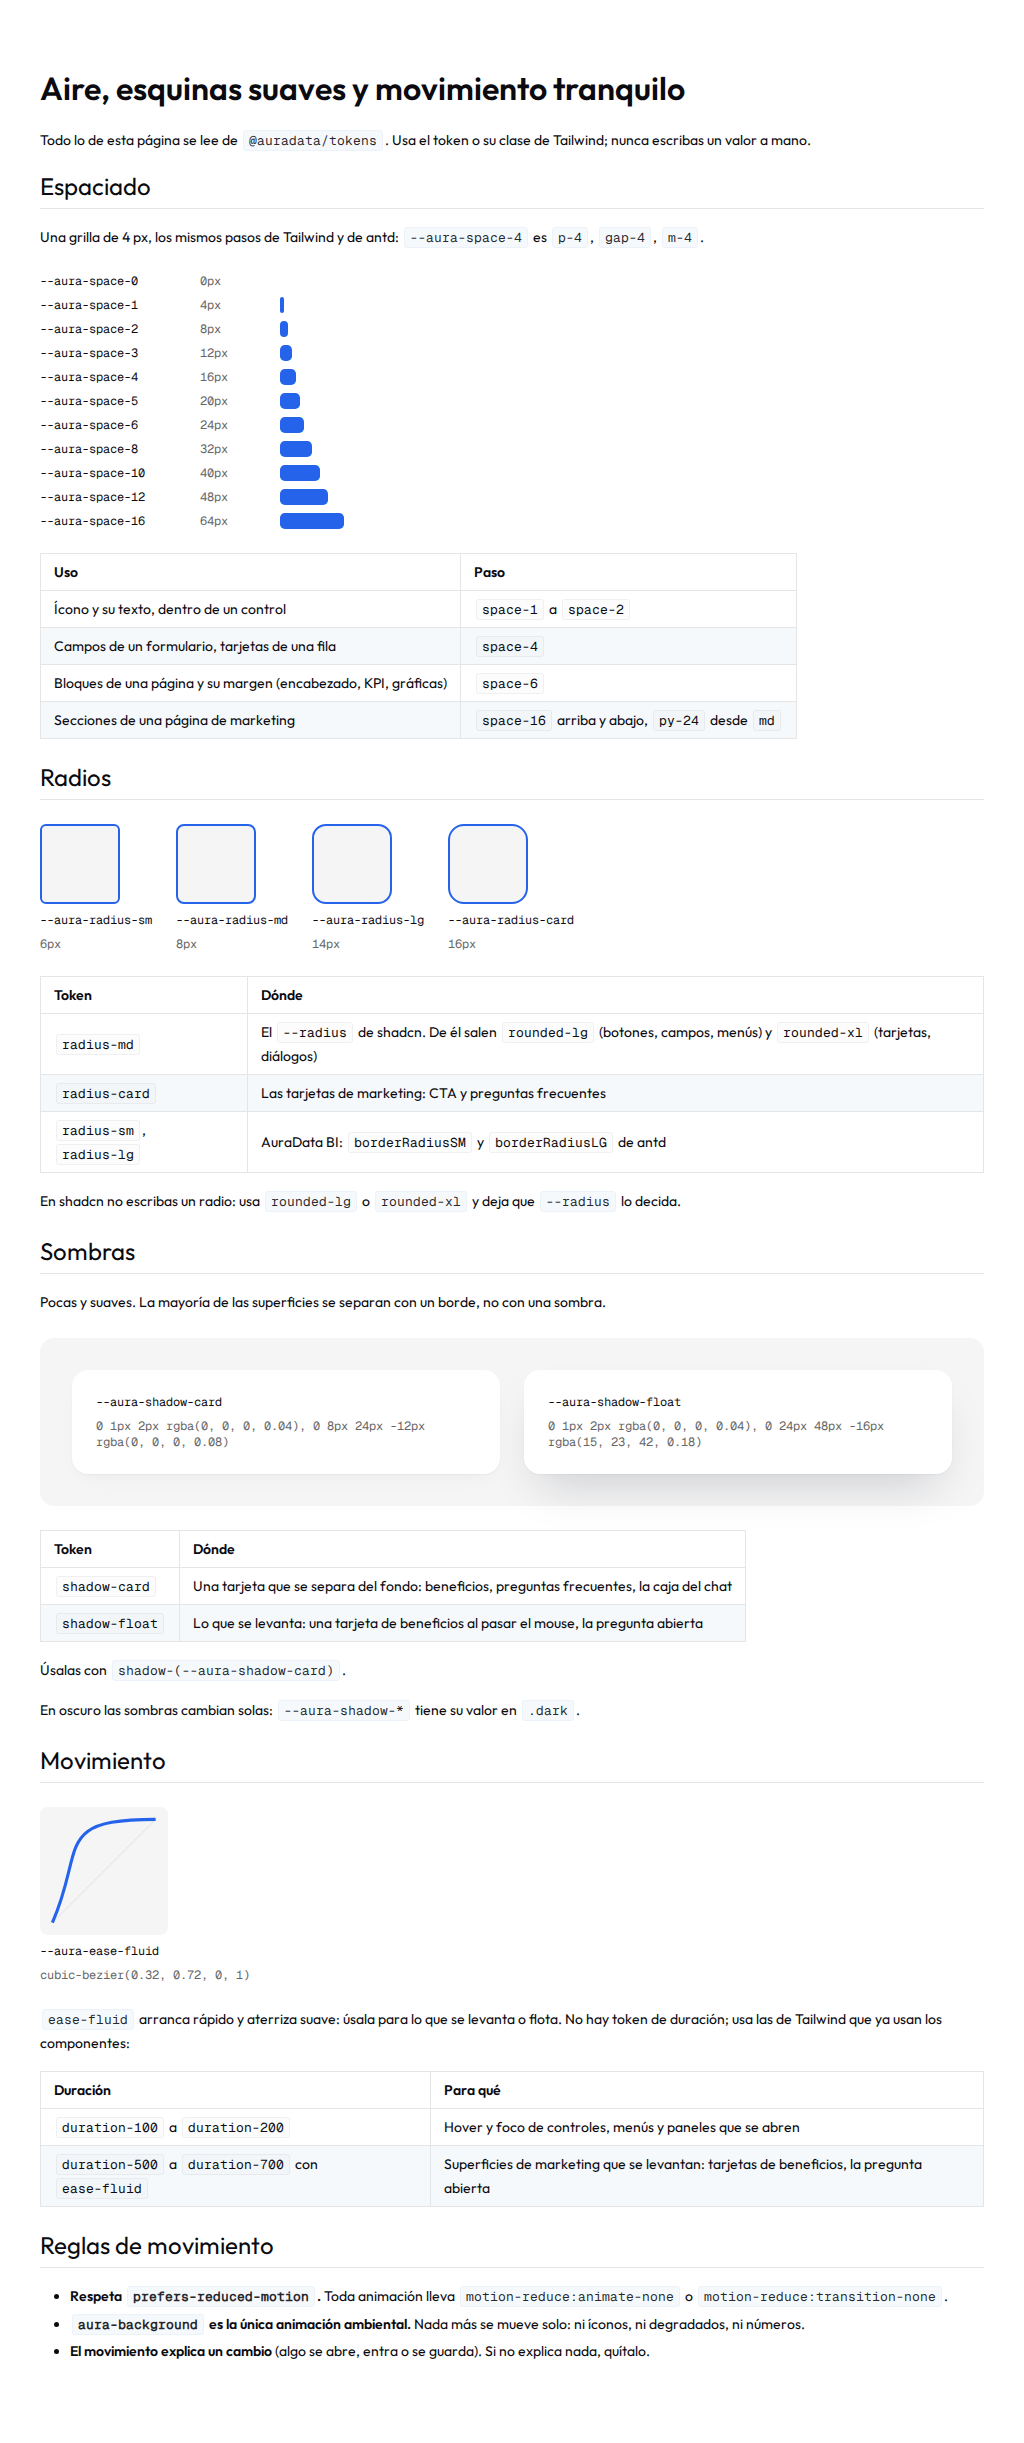 Aire, esquinas suaves y movimiento tranquilo
Todo lo de esta página se lee de @auradata/tokens. Usa el token o su clase de Tailwind; nunca escribas un valor a mano.
Espaciado
Una grilla de 4 px, los mismos pasos de Tailwind y de antd: --aura-space-4 es p-4, gap-4, m-4.
--aura-space-0 0px
--aura-space-1 4px
--aura-space-2 8px
--aura-space-3 12px
--aura-space-4 16px
--aura-space-5 20px
--aura-space-6 24px
--aura-space-8 32px
--aura-space-10 40px
--aura-space-12 48px
--aura-space-16 64px
Uso Paso
Ícono y su texto, dentro de un control space-1 a space-2
Campos de un formulario, tarjetas de una fila space-4
Bloques de una página y su margen (encabezado, KPI, gráficas) space-6
Secciones de una página de marketing space-16 arriba y abajo, py-24 desde md
Radios
--aura-radius-sm --aura-radius-md --aura-radius-lg --aura-radius-card
6px 8px 14px 16px
Token Dónde
radius-md El --radius de shadcn. De él salen rounded-lg (botones, campos, menús) y rounded-xl (tarjetas,
diálogos)
radius-card Las tarjetas de marketing: CTA y preguntas frecuentes
radius-sm,
radius-lg AuraData BI: borderRadiusSM y borderRadiusLG de antd
En shadcn no escribas un radio: usa rounded-lg o rounded-xl y deja que --radius lo decida.
Sombras
Pocas y suaves. La mayoría de las superficies se separan con un borde, no con una sombra.
--aura-shadow-card
0 1px 2px rgba(0, 0, 0, 0.04), 0 8px 24px -12px
rgba(0, 0, 0, 0.08)
--aura-shadow-float
0 1px 2px rgba(0, 0, 0, 0.04), 0 24px 48px -16px
rgba(15, 23, 42, 0.18)
Token Dónde
shadow-card Una tarjeta que se separa del fondo: beneficios, preguntas frecuentes, la caja del chat
shadow-float Lo que se levanta: una tarjeta de beneficios al pasar el mouse, la pregunta abierta
Úsalas con shadow-(--aura-shadow-card).
En oscuro las sombras cambian solas: --aura-shadow-* tiene su valor en .dark.
Movimiento
--aura-ease-fluid
cubic-bezier(0.32, 0.72, 0, 1)
ease-fluid arranca rápido y aterriza suave: úsala para lo que se levanta o flota. No hay token de duración; usa las de Tailwind que ya usan los
componentes:
Duración Para qué
duration-100 a duration-200 Hover y foco de controles, menús y paneles que se abren
duration-500 a duration-700 con
ease-fluid
Superficies de marketing que se levantan: tarjetas de beneficios, la pregunta
abierta
Reglas de movimiento
• Respeta prefers-reduced-motion. Toda animación lleva motion-reduce:animate-none o motion-reduce:transition-none.
• aura-background es la única animación ambiental. Nada más se mueve solo: ni íconos, ni degradados, ni números.
• El movimiento explica un cambio (algo se abre, entra o se guarda). Si no explica nada, quítalo.